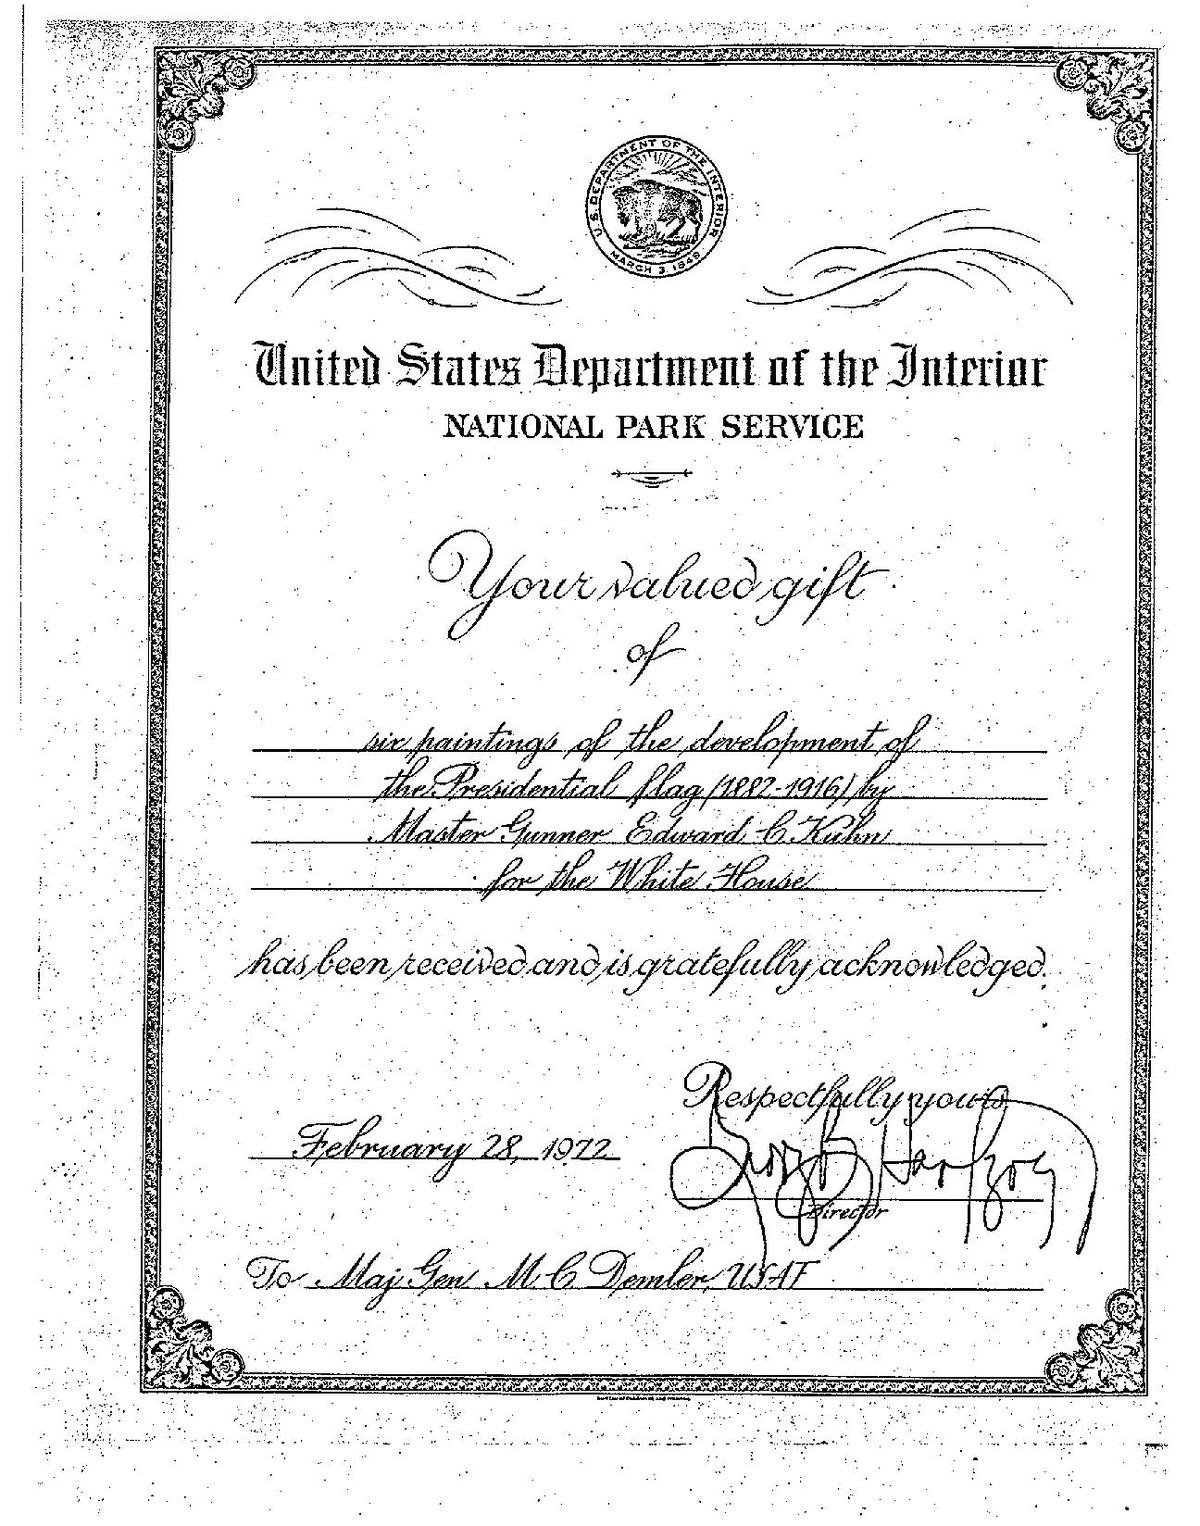 U.S. DEPARTMENT OF THE INTERIOR
MARCH 3, 1849
United States Department of the Interior
NATIONAL PARK SERVICE
Your valued gift
of
six paintings of the development of
the Presidential flag (1882-1916) by
Master Gunner Edward C Kuhn
for the White House
has been received and is gratefully acknowledged.
Respectfully yours,
February 28, 1972
George B Hartzog
Director
To Maj Gen M C Demler, USAF